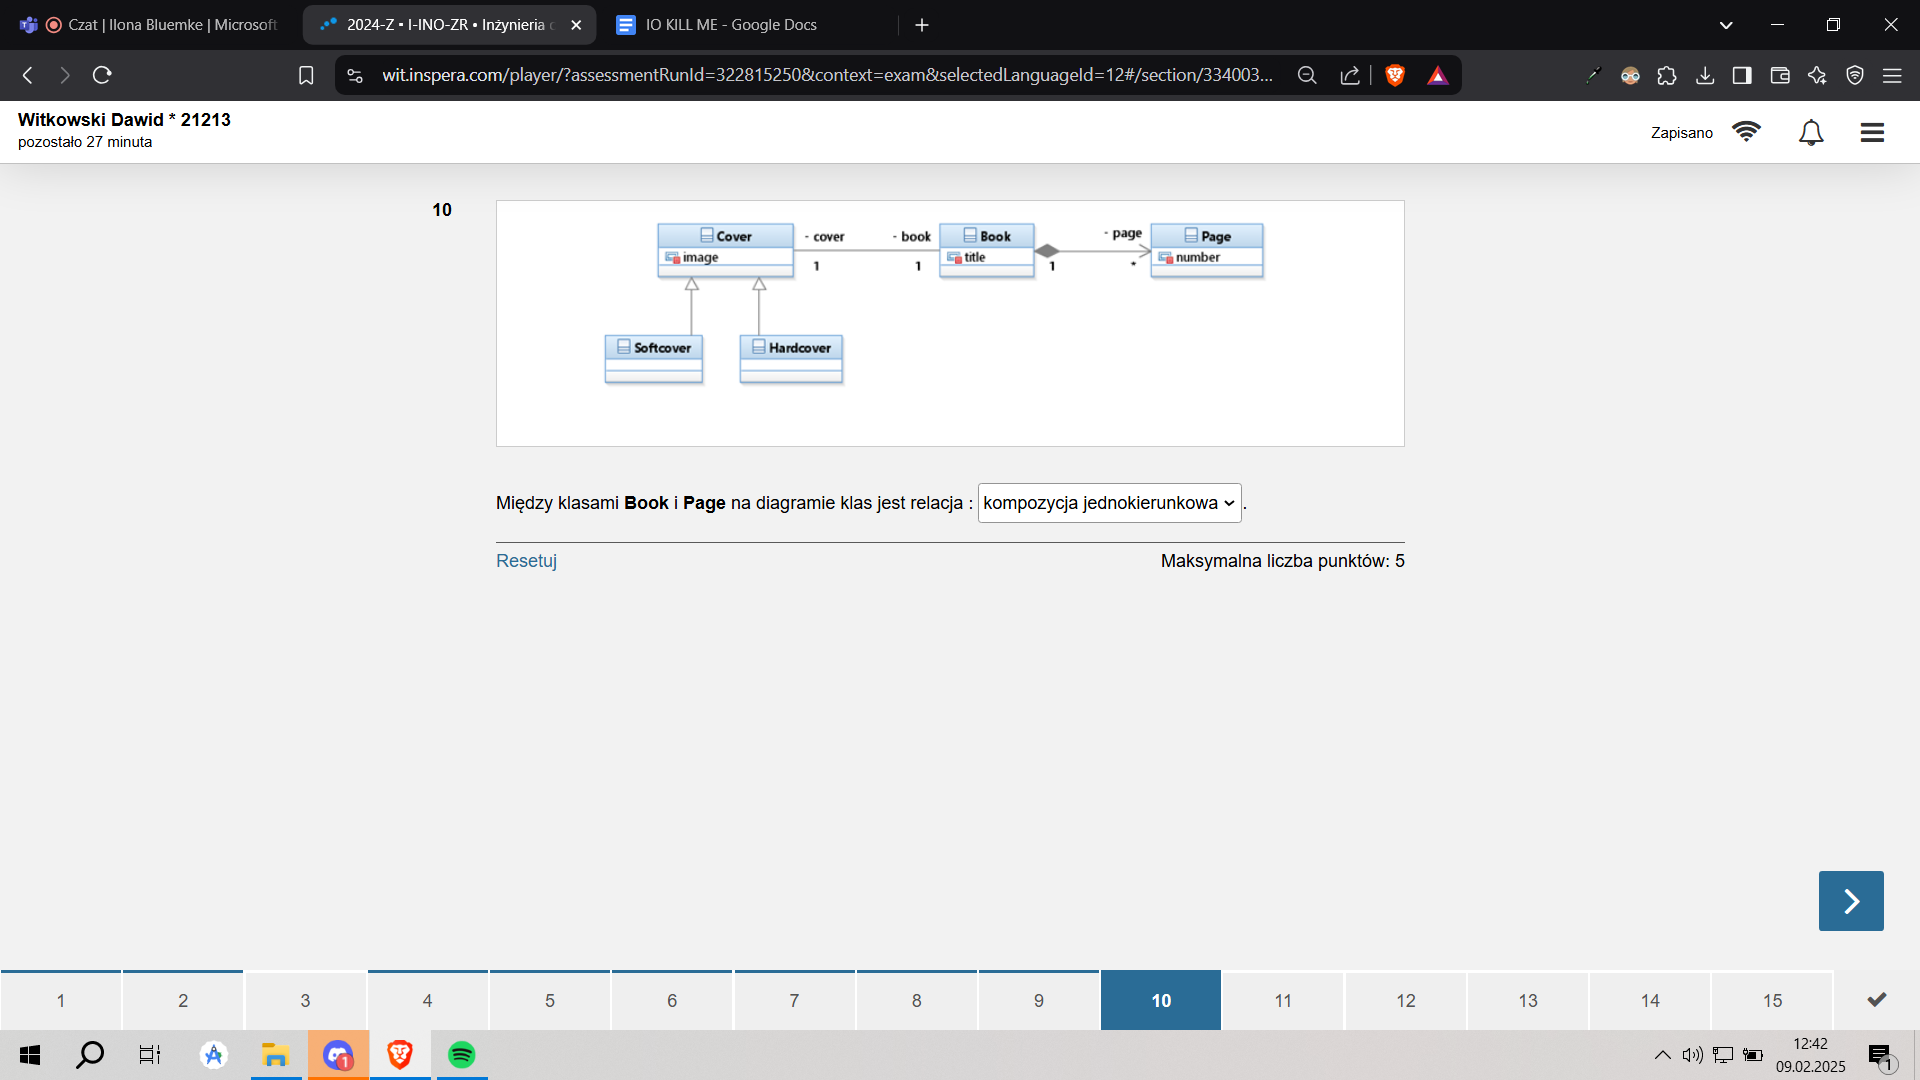 Czat | Ilona Bluemke | Microsoft
2024-Z • I-INO-ZR • Inżynieria
IO KILL ME - Google Docs
wit.inspera.com/player/?assessmentRunId=322815250&context=exam&selectedLanguageId=12#/section/334003...
Witkowski Dawid * 21213
pozostało 27 minuta
Zapisano
10
Cover
- cover
- book
Book
- page
Page
image
1
1
title
1
*
number
Softcover
Hardcover
Między klasami Book i Page na diagramie klas jest relacja : kompozycja jednokierunkowa .
Resetuj
Maksymalna liczba punktów: 5
1 2 3 4 5 6 7 8 9 10 11 12 13 14 15
1
12:42
09.02.2025
1